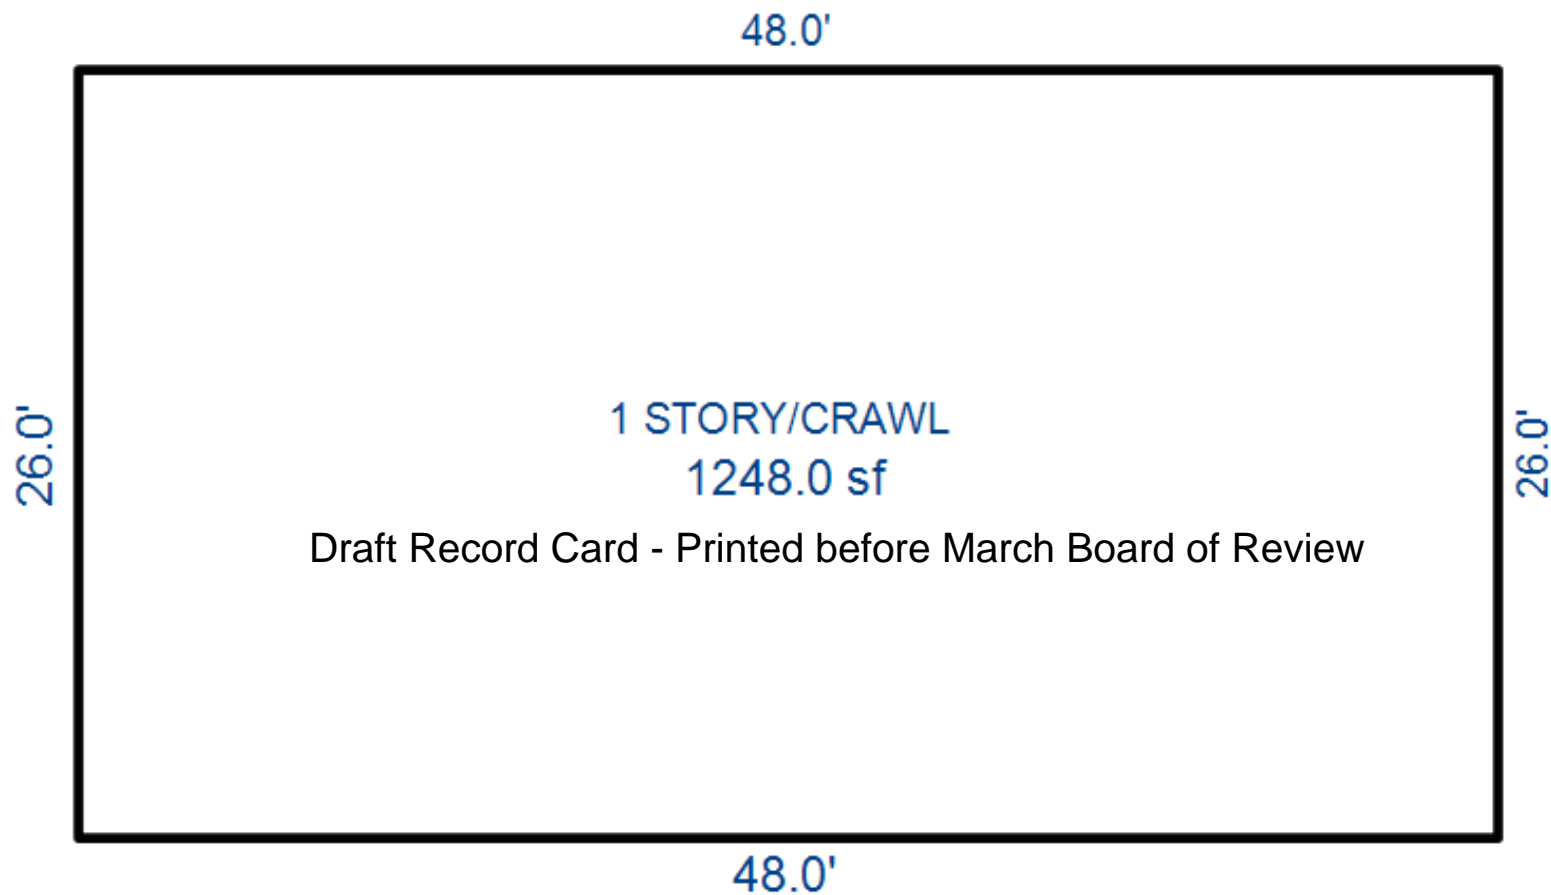 48.0'
26.0'
1 STORY/CRAWL
26.0'
1248.0 sf
Draft Record Card - Printed before March Board of Review
48.0'